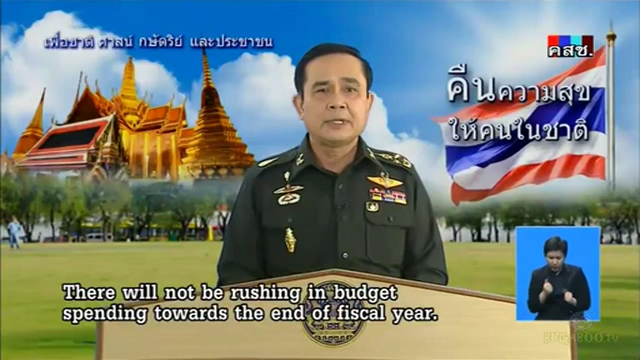 เพื่อชาติ ศาสน์ กษัตริย์ และประชาชน
คสช.
คืนความสุข
ให้คนในชาติ
There will not be rushing in budget
spending towards the end of fiscal year.
BUGABOO.tv